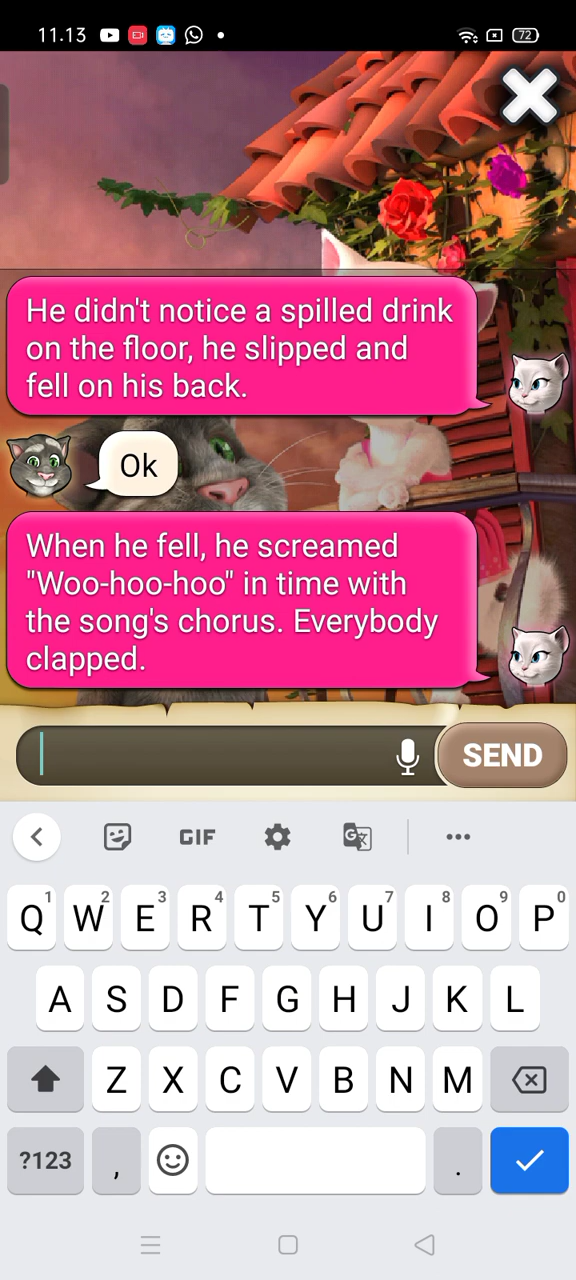 11.13
72
He didn't notice a spilled drink
on the floor, he slipped and
fell on his back.
Ok
When he fell, he screamed
"Woo-hoo-hoo" in time with
the song's chorus. Everybody
clapped.
SEND
GIF
1 2 3 4 5 6 7 8 9 0
Q W E R T Y U I O P
A S D F G H J K L
Z X C V B N M
?123 , .